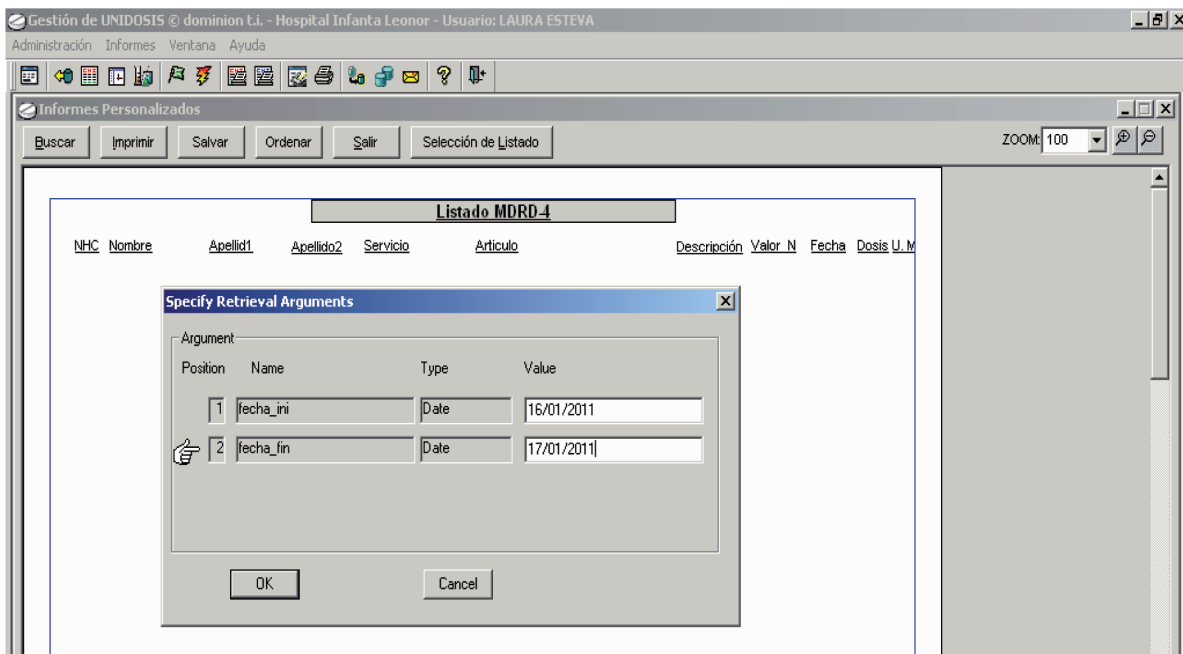 Gestión de UNIDOSIS © dominion t.i. - Hospital Infanta Leonor - Usuario: LAURA ESTEVA
Administración Informes Ventana Ayuda
Informes Personalizados
Buscar Imprimir Salvar Ordenar Salir Selección de Listado ZOOM: 100
Listado MDRD-4
NHC Nombre Apellid1 Apellido2 Servicio Articulo Descripción Valor N Fecha Dosis U. M
Specify Retrieval Arguments
Argument
Position Name Type Value
1 fecha_ini Date 16/01/2011
2 fecha_fin Date 17/01/2011
OK Cancel